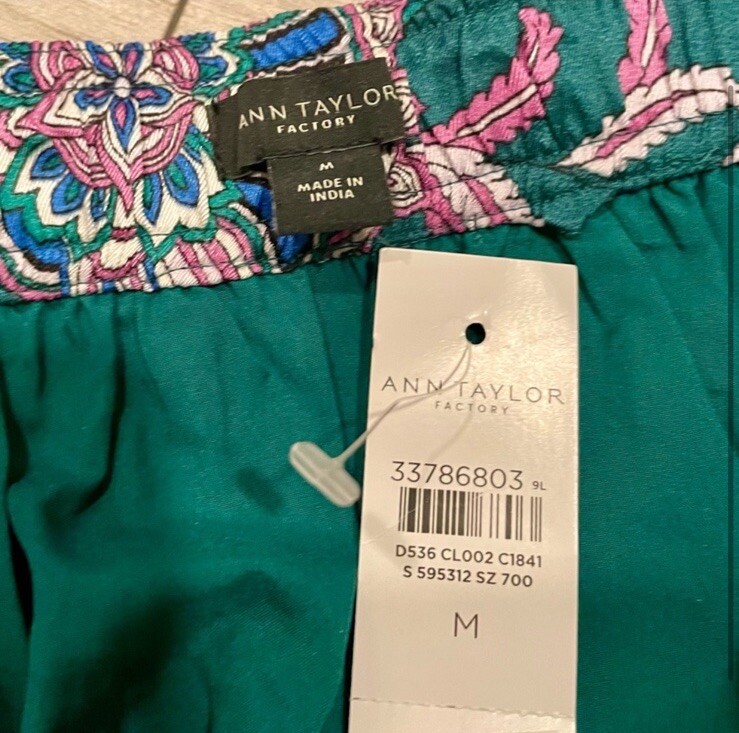 ANN TAYLOR
FACTORY
M
MADE IN
INDIA
ANN TAYLOR
FACTORY
33786803 9L
D536 CL002 C1841
S 595312 SZ 700
M